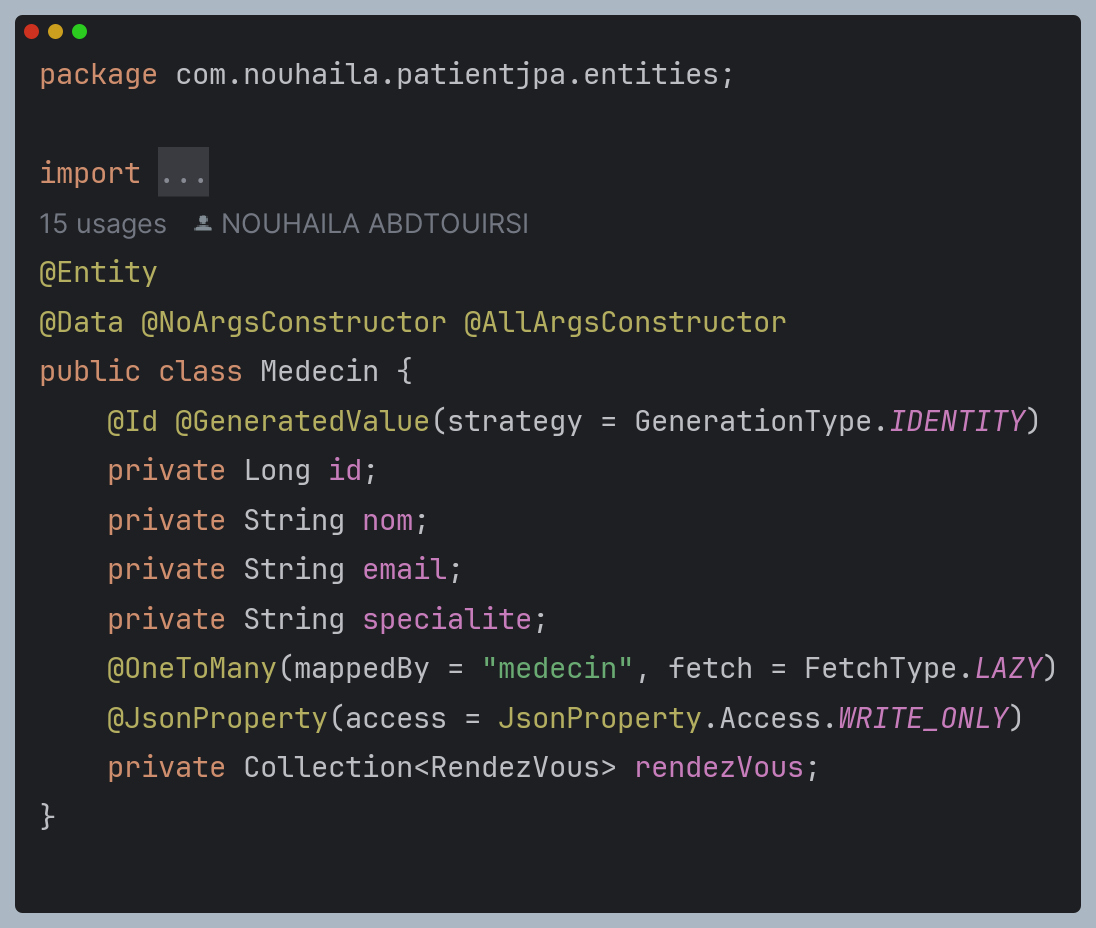 package com.nouhaila.patientjpa.entities;
import ...
15 usages NOUHAILA ABDTOUIRSI
@Entity
@Data @NoArgsConstructor @AllArgsConstructor
public class Medecin {
    @Id @GeneratedValue(strategy = GenerationType.IDENTITY)
    private Long id;
    private String nom;
    private String email;
    private String specialite;
    @OneToMany(mappedBy = "medecin", fetch = FetchType.LAZY)
    @JsonProperty(access = JsonProperty.Access.WRITE_ONLY)
    private Collection<RendezVous> rendezVous;
}